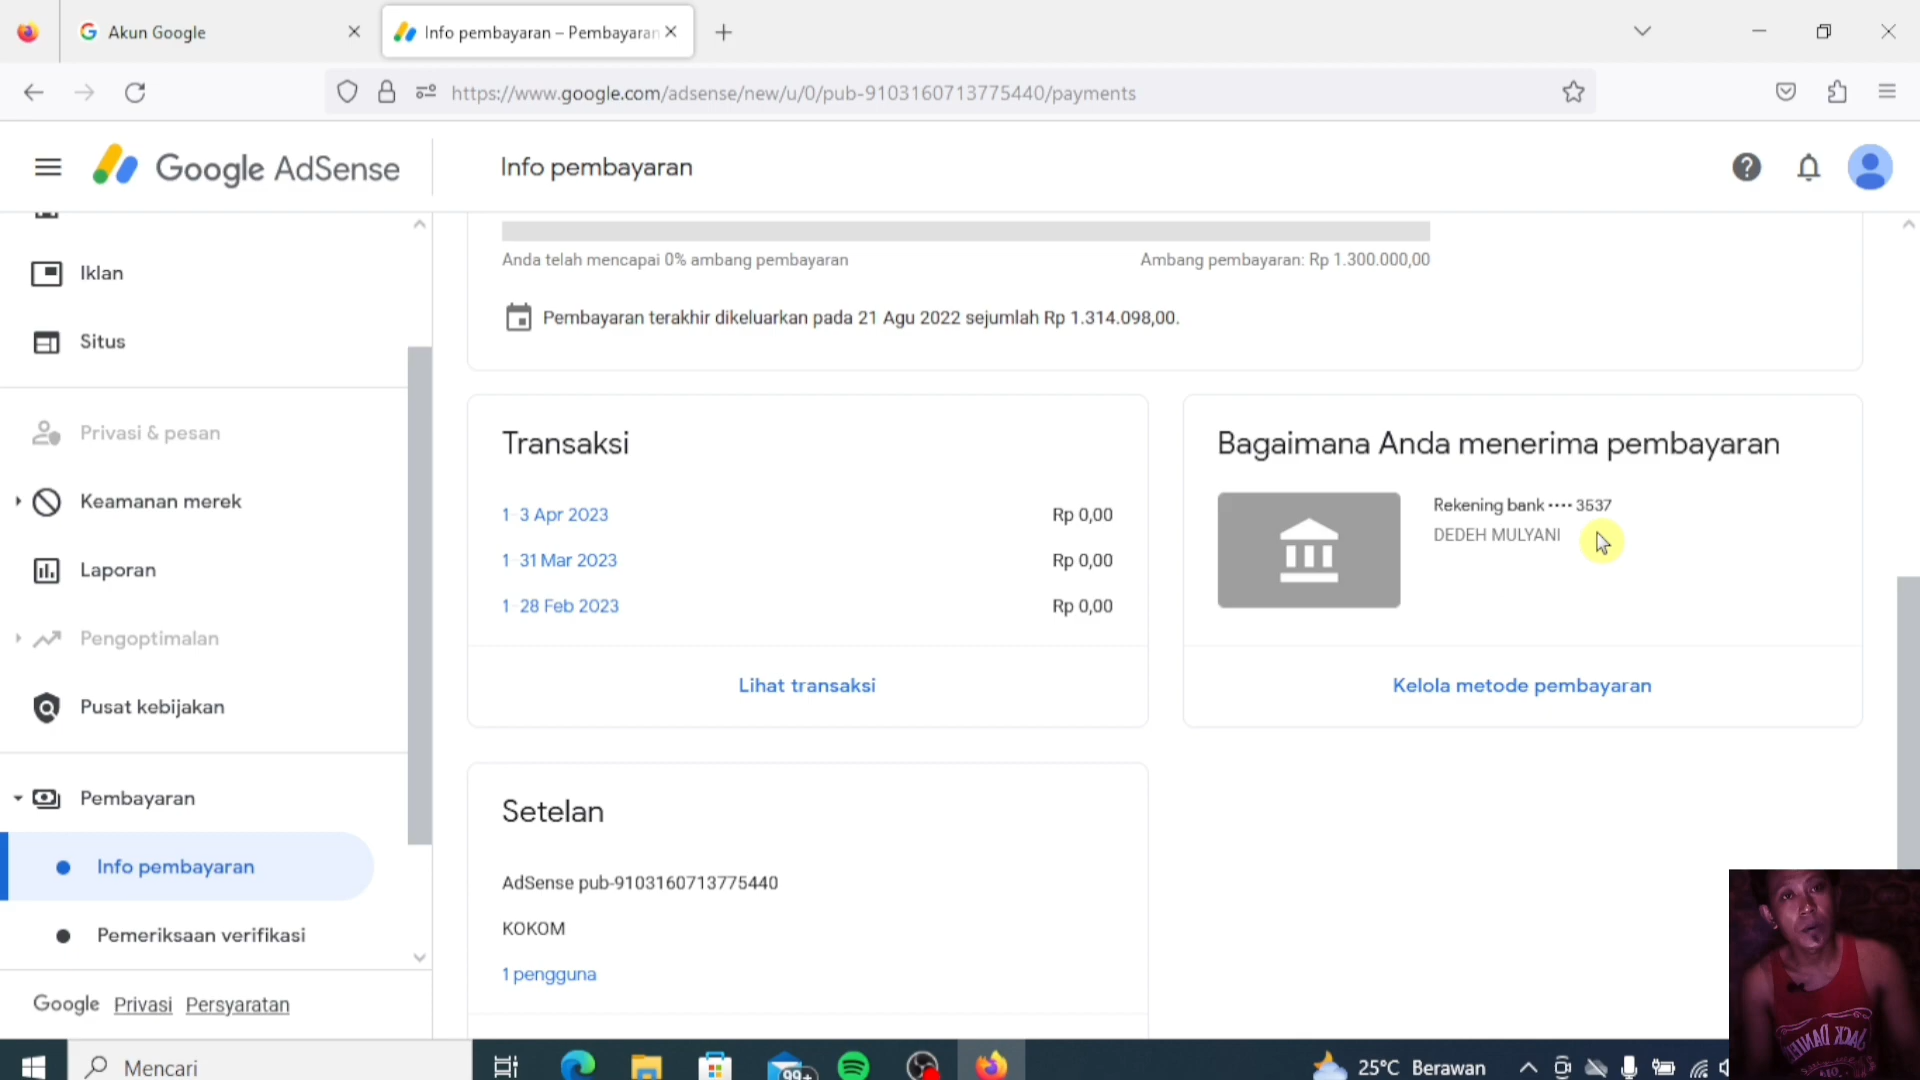 Akun Google
Info pembayaran – Pembayaran
https://www.google.com/adsense/new/u/0/pub-9103160713775440/payments
Google AdSense
Info pembayaran
Iklan
Situs
Privasi & pesan
Keamanan merek
Laporan
Pengoptimalan
Pusat kebijakan
Pembayaran
Info pembayaran
Pemeriksaan verifikasi
Google Privasi Persyaratan
Anda telah mencapai 0% ambang pembayaran
Ambang pembayaran: Rp 1.300.000,00
Pembayaran terakhir dikeluarkan pada 21 Agu 2022 sejumlah Rp 1.314.098,00.
Transaksi
1–3 Apr 2023 Rp 0,00
1–31 Mar 2023 Rp 0,00
1–28 Feb 2023 Rp 0,00
Lihat transaksi
Bagaimana Anda menerima pembayaran
Rekening bank •••• 3537
DEDEH MULYANI
Kelola metode pembayaran
Setelan
AdSense pub-9103160713775440
KOKOM
1 pengguna
Mencari
99+
25°C Berawan